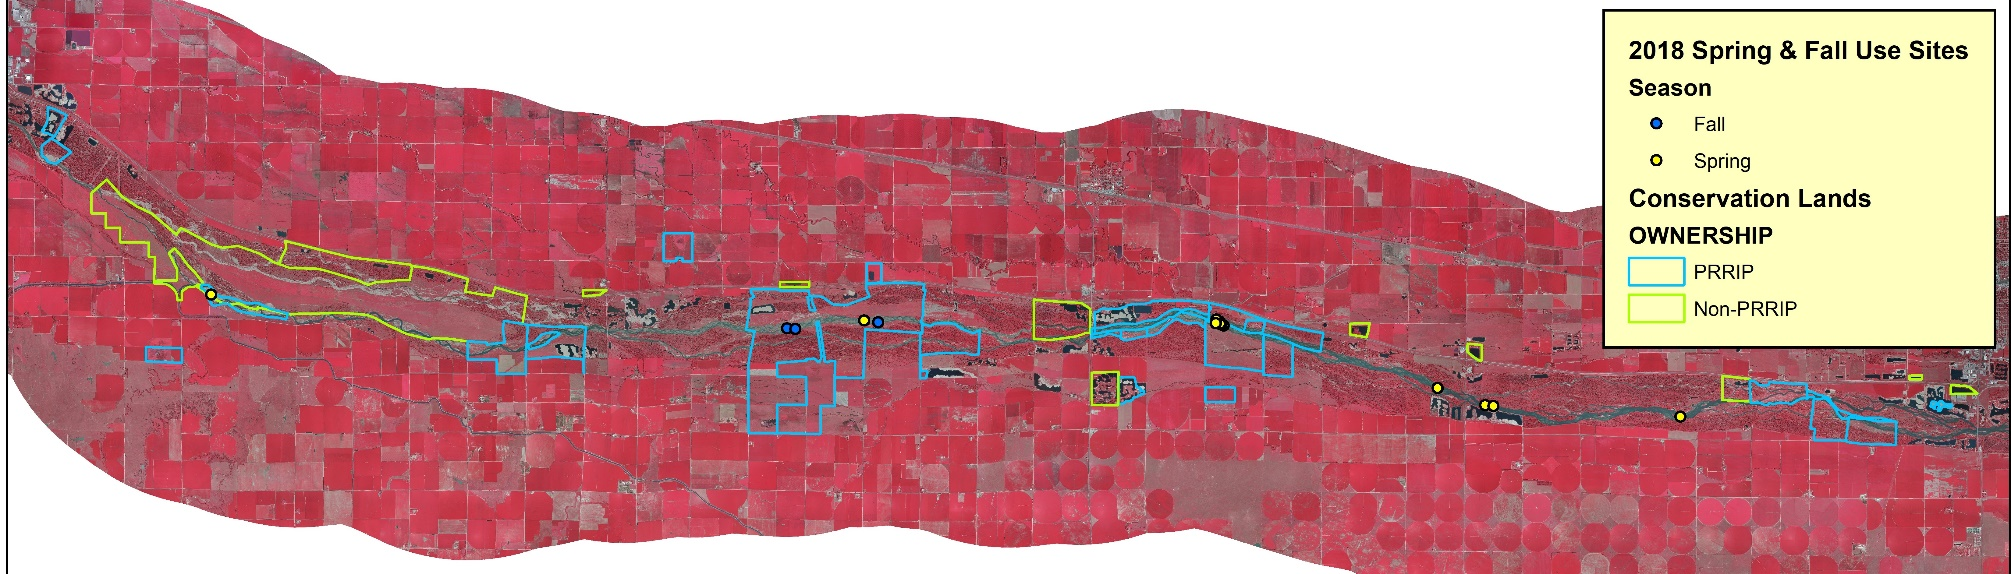 2018 Spring & Fall Use Sites
Season
Fall
Spring
Conservation Lands
OWNERSHIP
PRRIP
Non-PRRIP